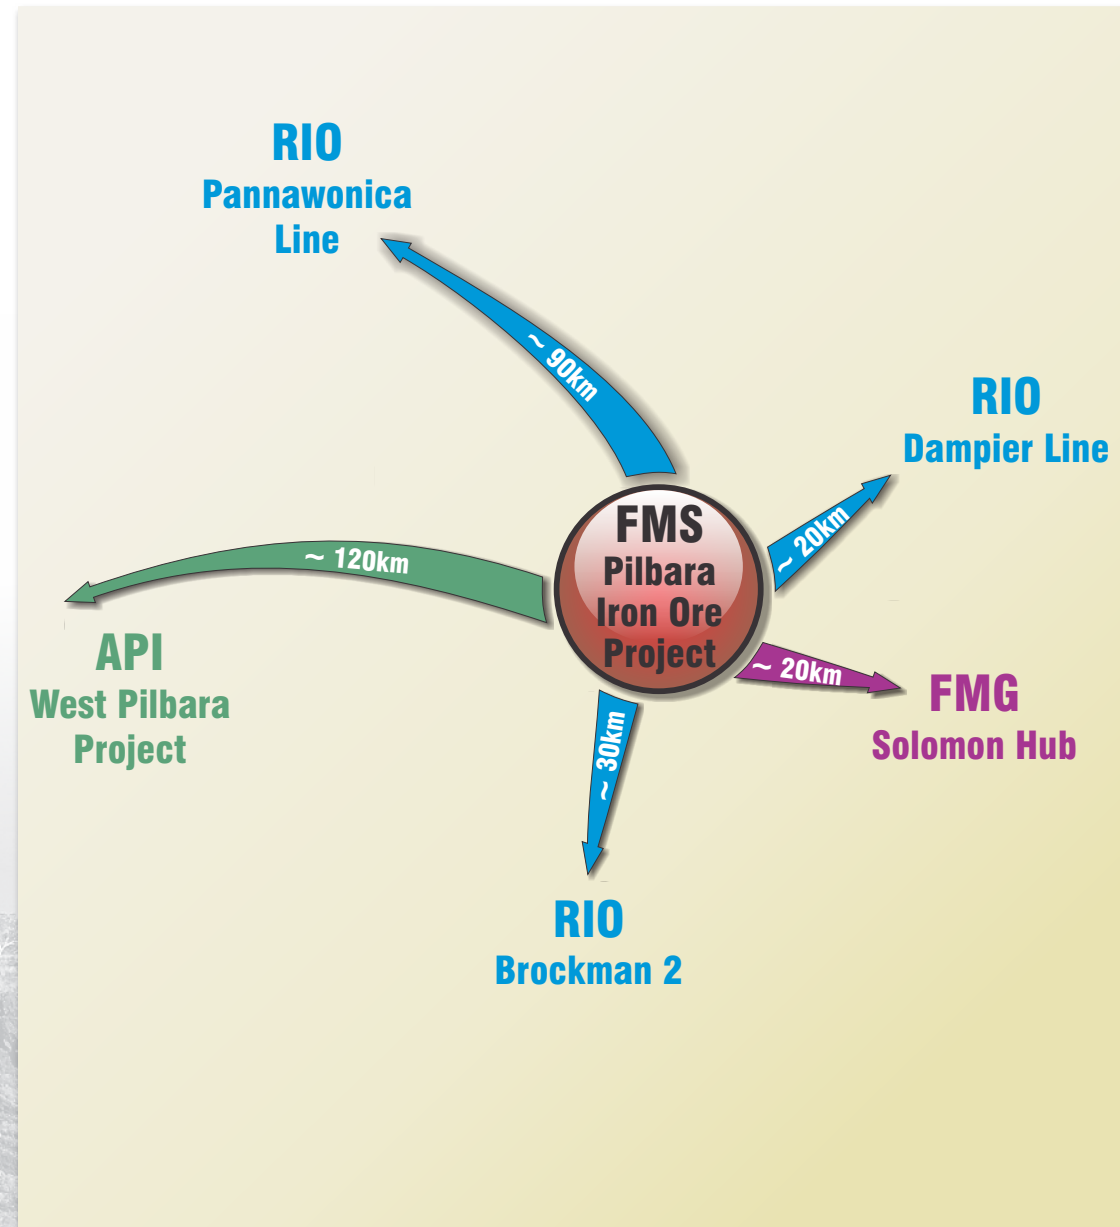 RIO
Pannawonica
Line
~ 90km
RIO
Dampier Line
~ 20km
FMS
Pilbara
Iron Ore
Project
~ 120km
API
West Pilbara
Project
~ 20km
FMG
Solomon Hub
~ 30km
RIO
Brockman 2